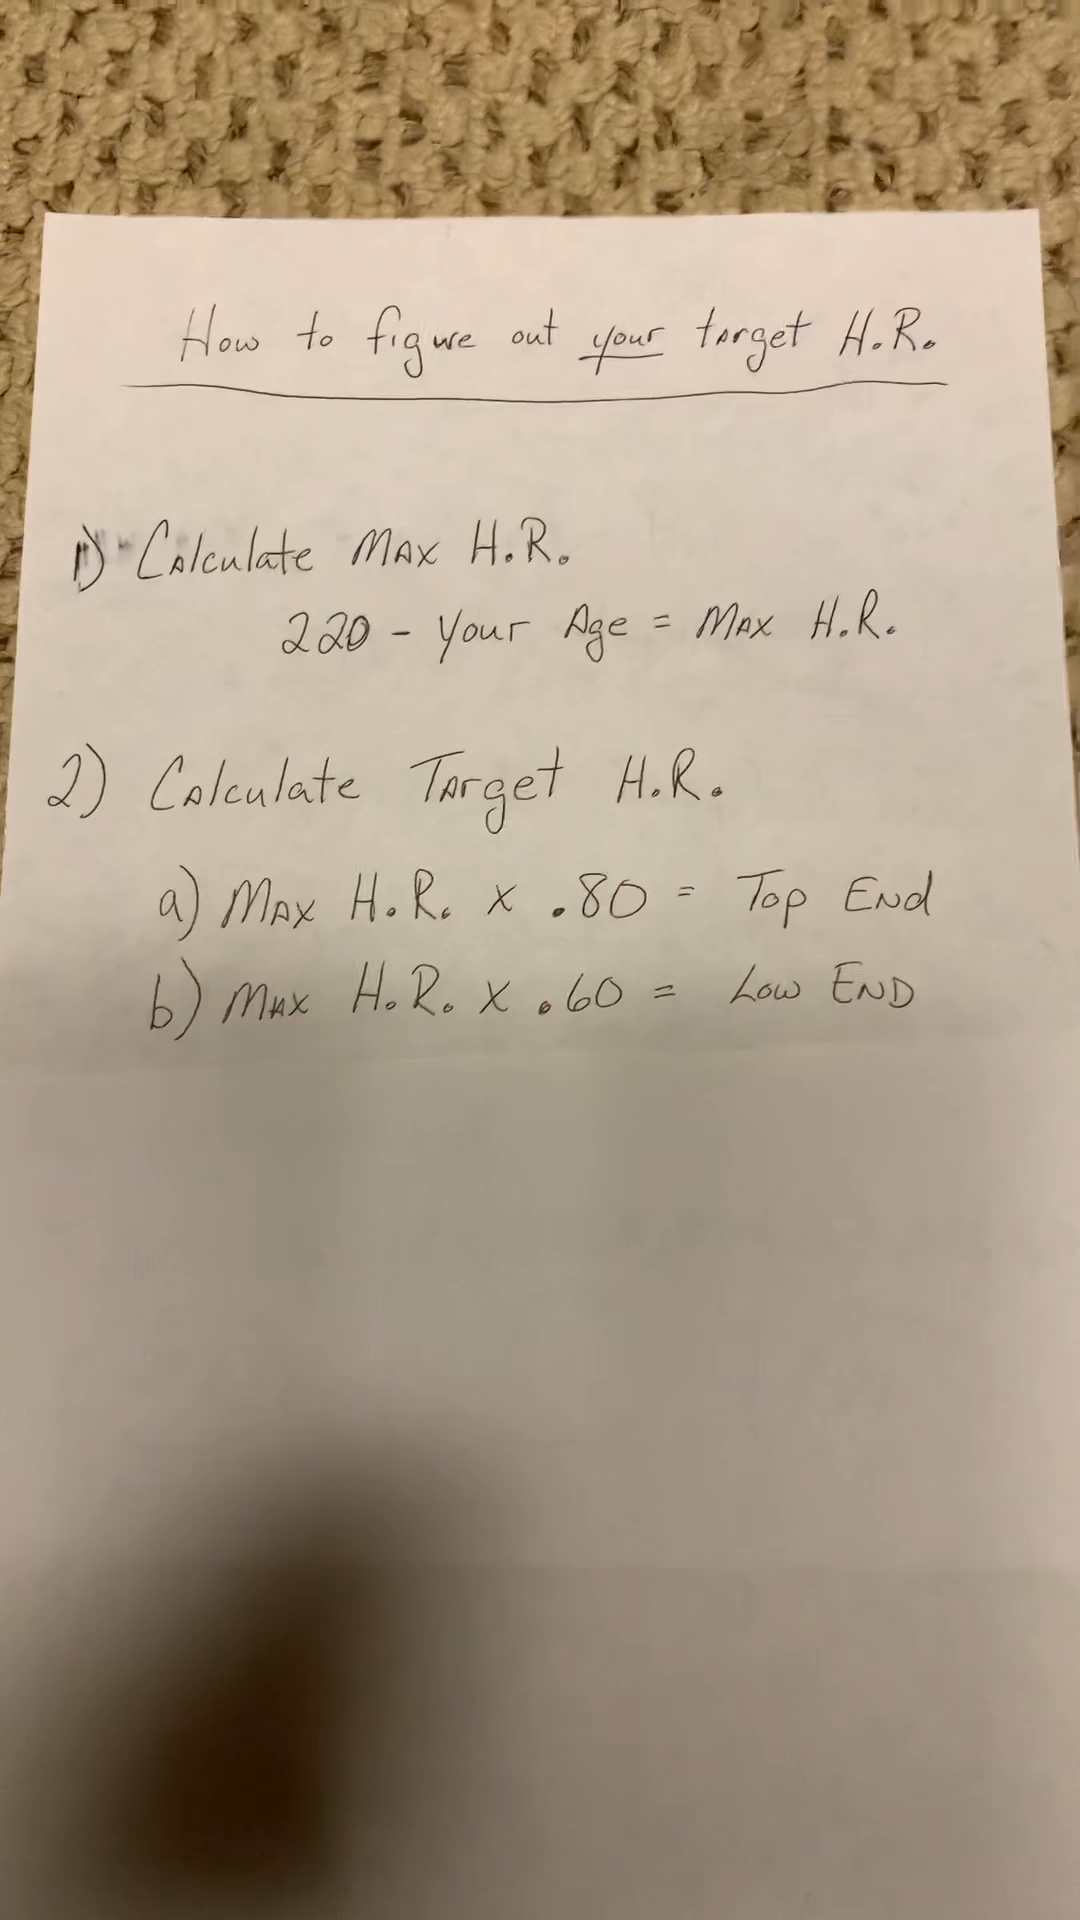 How to figure out your target H.R.
1) Calculate Max H.R.
220 - Your Age = Max H.R.
2) Calculate Target H.R.
a) Max H.R. x .80 = Top End
b) Max H.R. x .60 = Low END